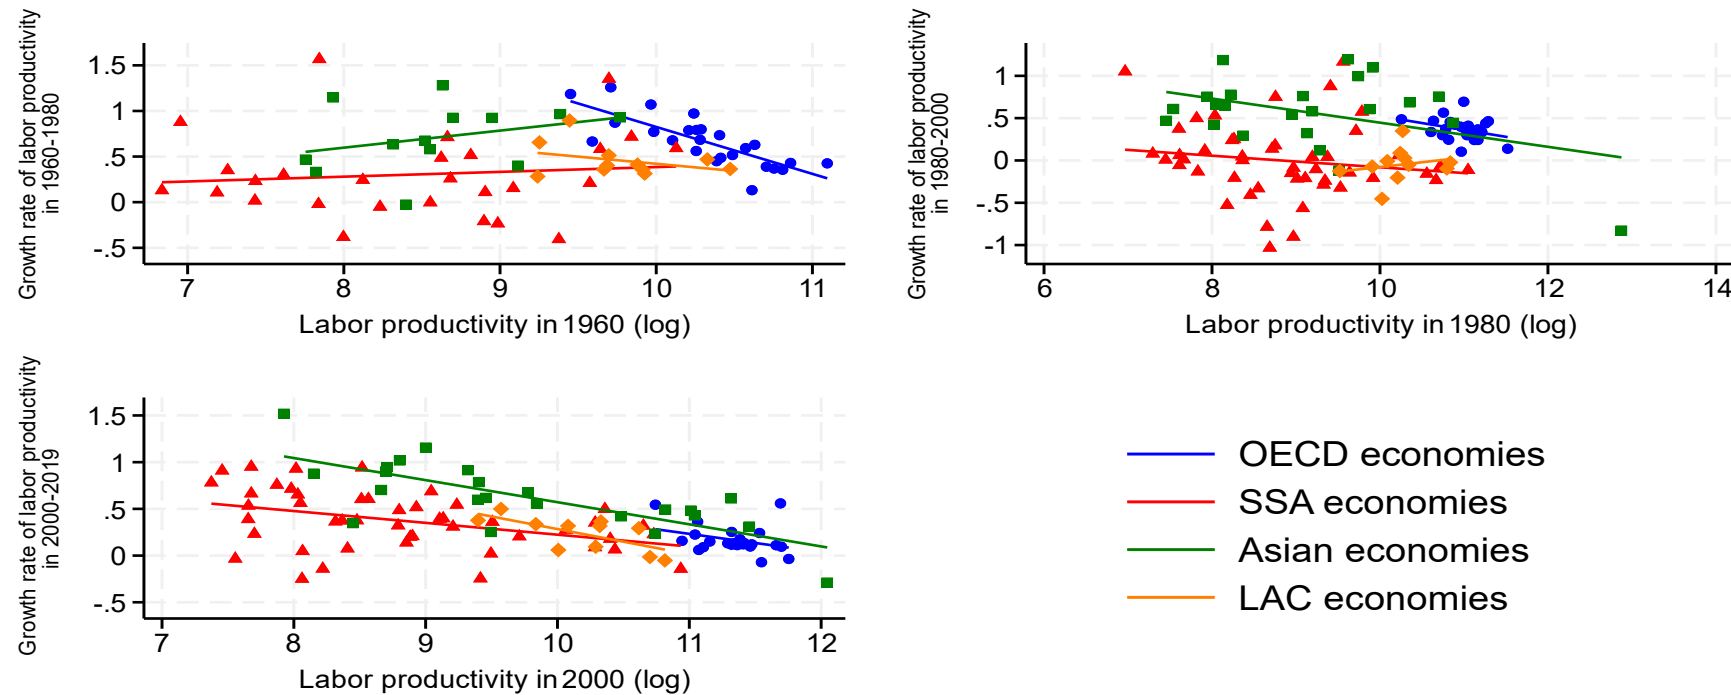 Growth rate of labor productivity
in 1960-1980
1.5
1
.5
0
-.5
7 8 9 10 11
Labor productivity in 1960 (log)
Growth rate of labor productivity
in 1980-2000
1
.5
0
-.5
-1
6 8 10 12 14
Labor productivity in 1980 (log)
Growth rate of labor productivity
in 2000-2019
1.5
1
.5
0
-.5
7 8 9 10 11 12
Labor productivity in 2000 (log)
OECD economies
SSA economies
Asian economies
LAC economies